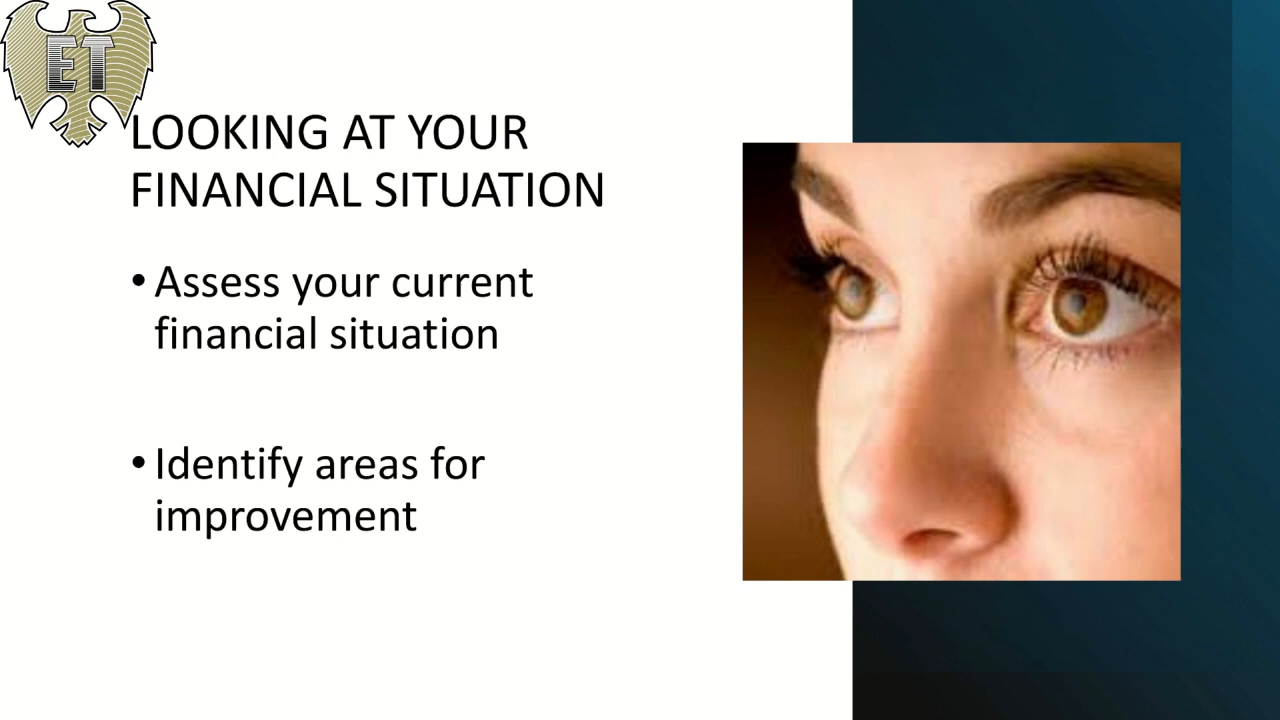 ET
LOOKING AT YOUR
FINANCIAL SITUATION
• Assess your current
financial situation
• Identify areas for
improvement